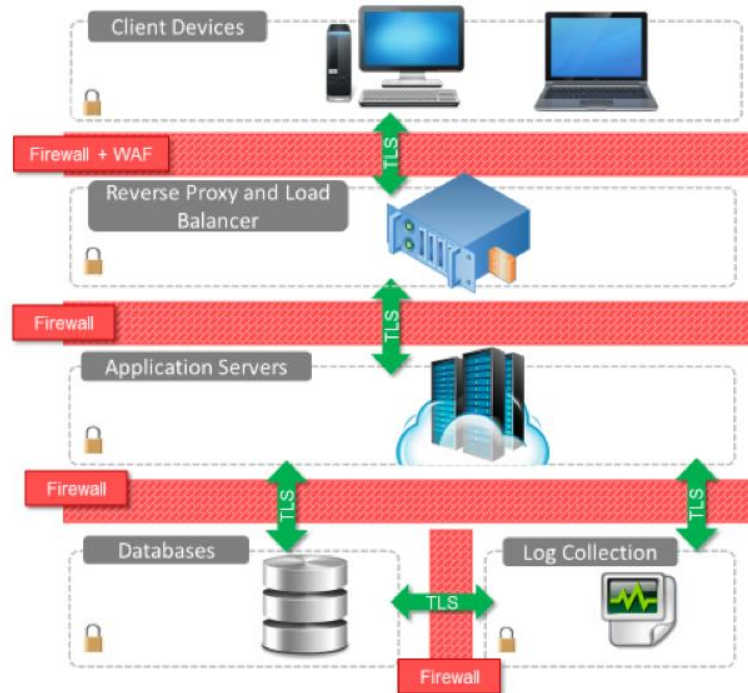 Client Devices
TLS
Firewall + WAF
Reverse Proxy and Load
Balancer
TLS
Firewall
Application Servers
Firewall
TLS
TLS
Databases
Log Collection
TLS
Firewall